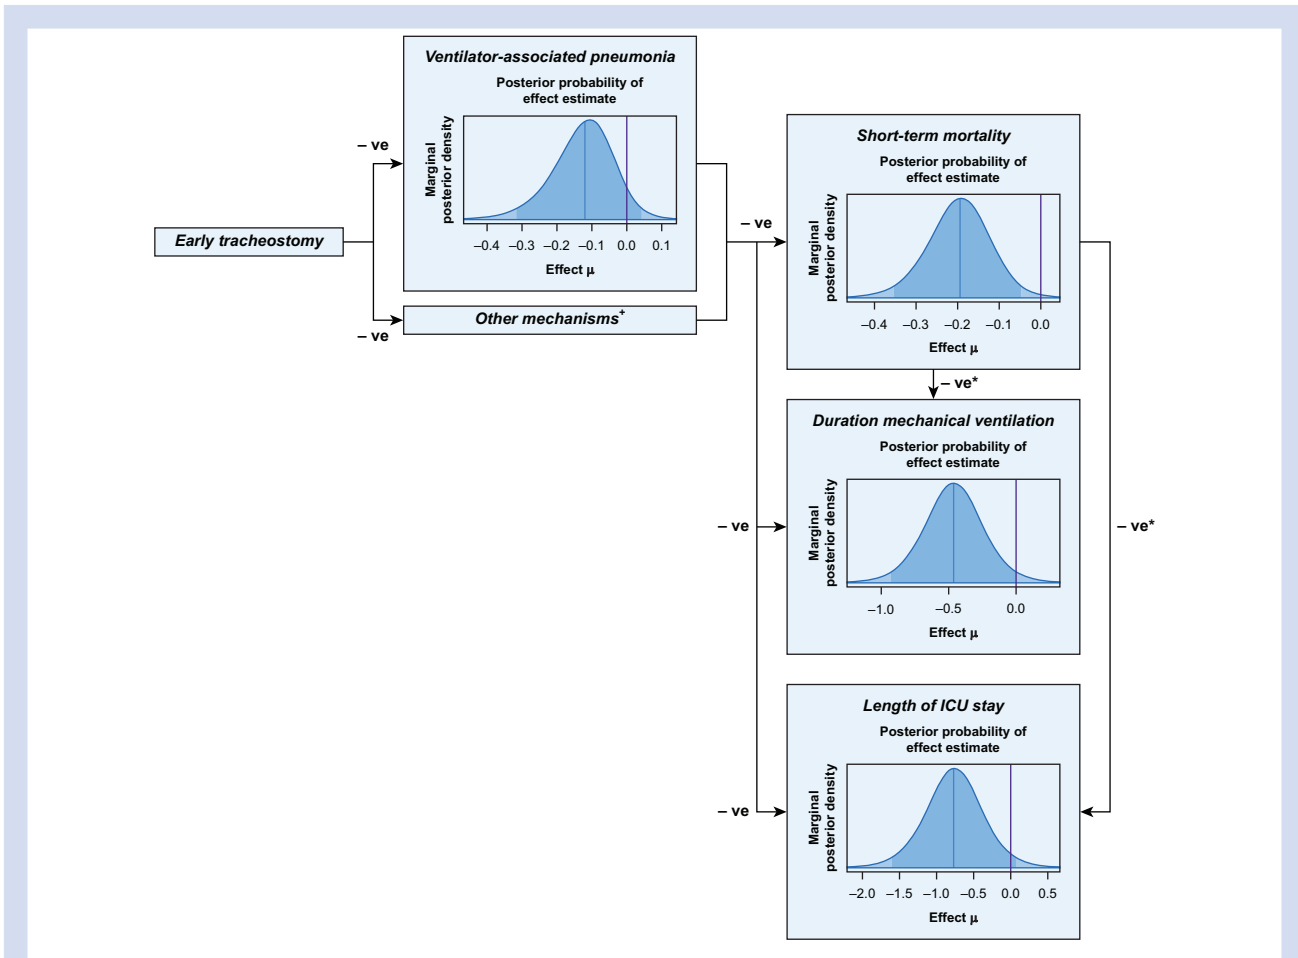 Ventilator-associated pneumonia
Posterior probability of
effect estimate
Marginal
posterior density
–0.4 –0.3 –0.2 –0.1 0.0 0.1
Effect μ
– ve
Early tracheostomy
– ve
Other mechanisms+
– ve
Short-term mortality
Posterior probability of
effect estimate
Marginal
posterior density
–0.4 –0.3 –0.2 –0.1 0.0
Effect μ
– ve*
Duration mechanical ventilation
Posterior probability of
effect estimate
Marginal
posterior density
–1.0 –0.5 0.0
Effect μ
– ve
– ve*
Length of ICU stay
Posterior probability of
effect estimate
Marginal
posterior density
–2.0 –1.5 –1.0 –0.5 0.0 0.5
Effect μ
– ve